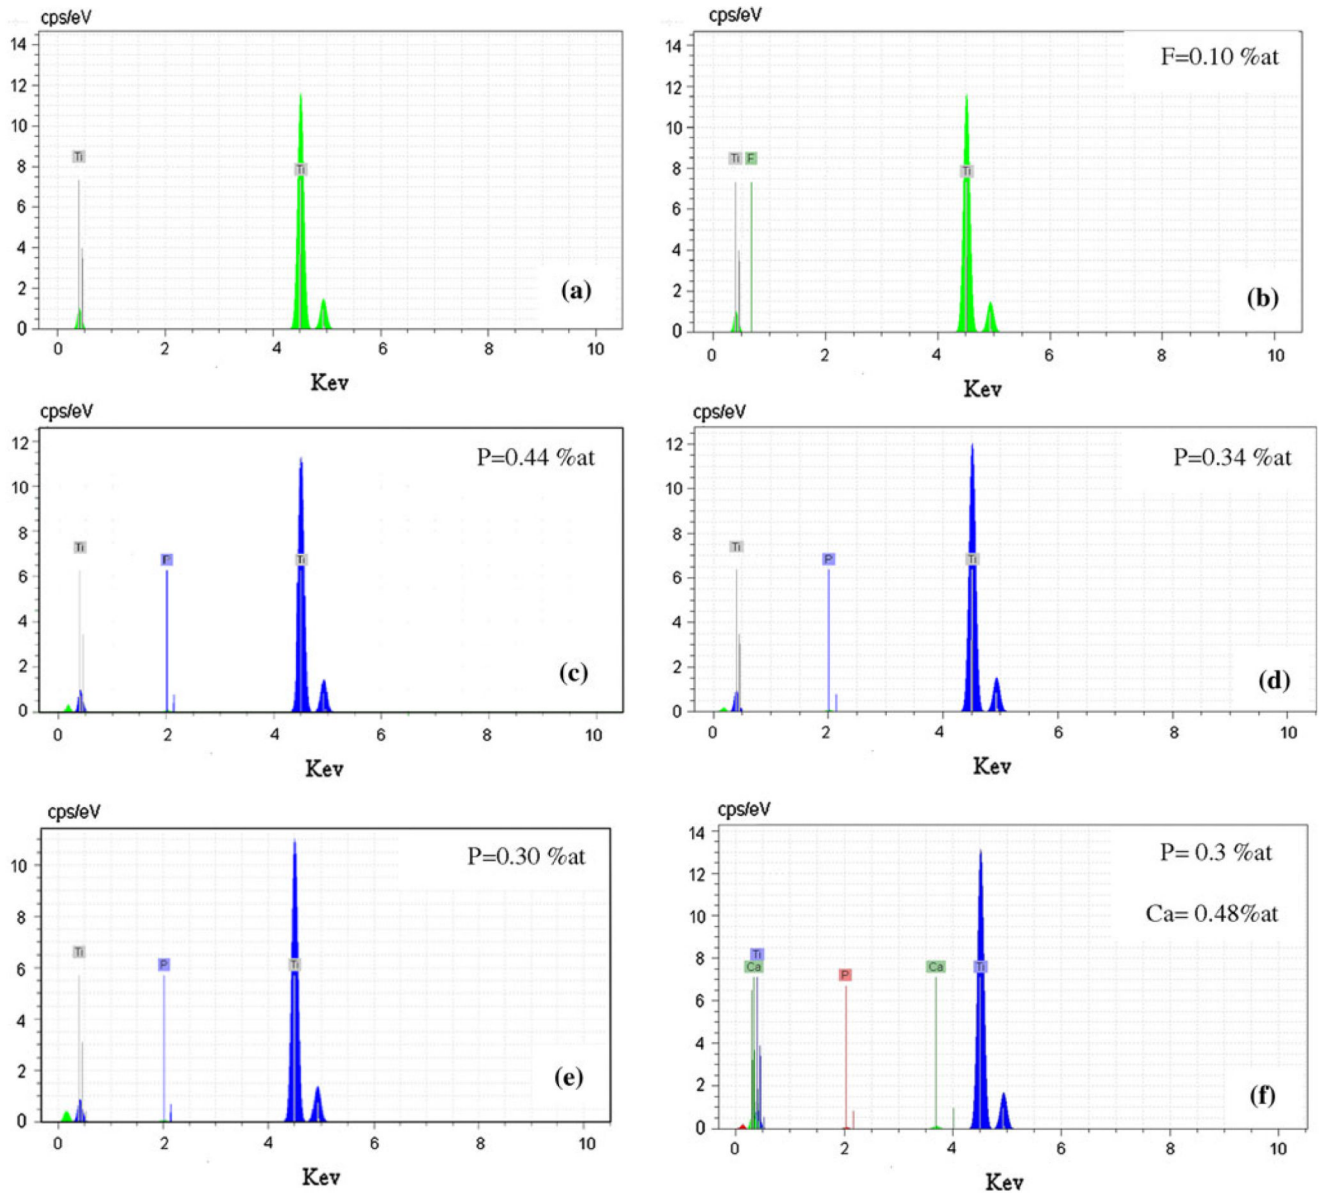 cps/eV
14
12
10
8
6
4
2
0
Ti
Ti
(a)
0 2 4 6 8 10
Kev
cps/eV
F=0.10 %at
14
12
10
8
6
4
2
0
Ti F
Ti
(b)
0 2 4 6 8 10
Kev
cps/eV
P=0.44 %at
12
10
8
6
4
2
0
Ti
P
Ti
(c)
0 2 4 6 8 10
Kev
cps/eV
P=0.34 %at
12
10
8
6
4
2
0
Ti
P
Ti
(d)
0 2 4 6 8 10
Kev
cps/eV
P=0.30 %at
10
8
6
4
2
0
Ti
P
Ti
(e)
0 2 4 6 8 10
Kev
cps/eV
P= 0.3 %at
Ca= 0.48%at
14
12
10
8
6
4
2
0
Ti
Ca
P
Ca
Ti
(f)
0 2 4 6 8 10
Kev